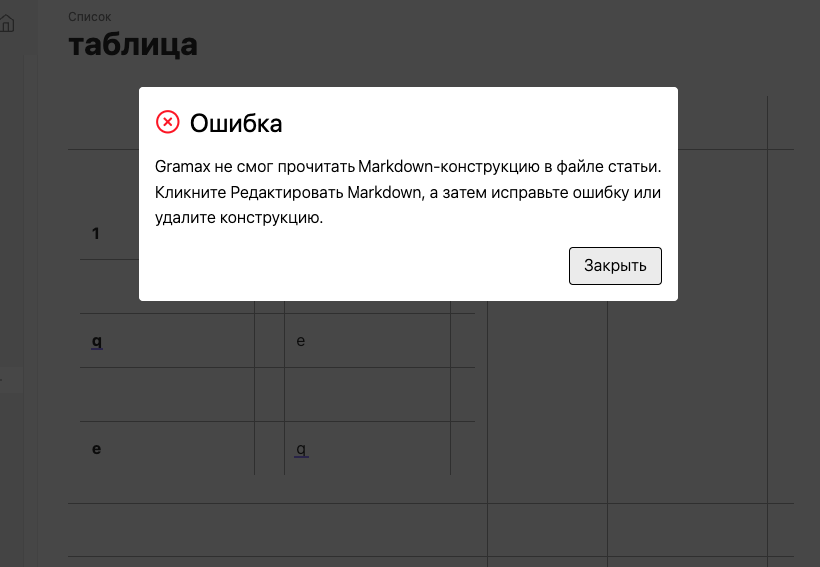 Список
таблица
Ошибка
Gramax не смог прочитать Markdown-конструкцию в файле статьи.
Кликните Редактировать Markdown, а затем исправьте ошибку или
удалите конструкцию.
1
Закрыть
q e
e q